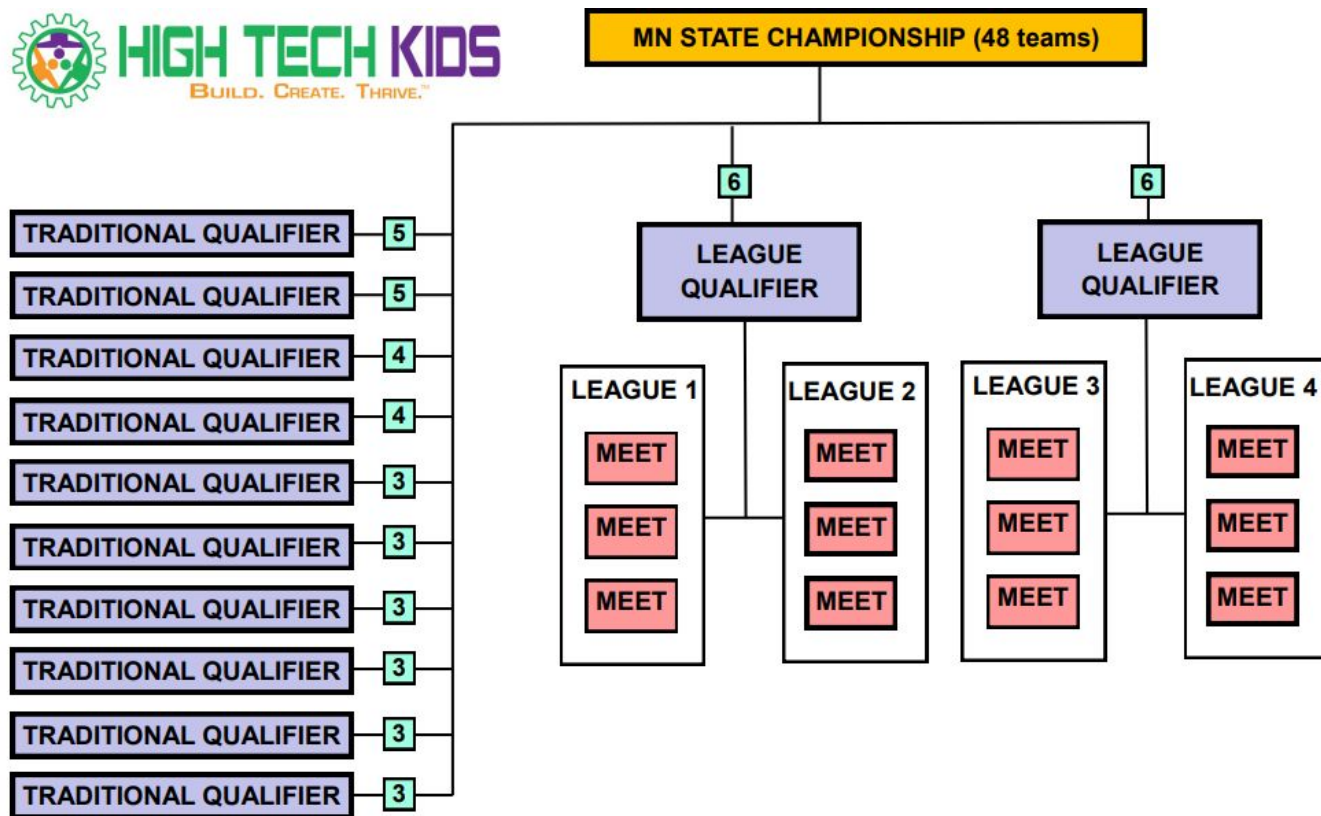 HIGH TECH KIDS
BUILD. CREATE. THRIVE.™
MN STATE CHAMPIONSHIP (48 teams)
TRADITIONAL QUALIFIER 5
TRADITIONAL QUALIFIER 5
TRADITIONAL QUALIFIER 4
TRADITIONAL QUALIFIER 4
TRADITIONAL QUALIFIER 3
TRADITIONAL QUALIFIER 3
TRADITIONAL QUALIFIER 3
TRADITIONAL QUALIFIER 3
TRADITIONAL QUALIFIER 3
TRADITIONAL QUALIFIER 3
6
LEAGUE
QUALIFIER
LEAGUE 1
MEET
MEET
MEET
LEAGUE 2
MEET
MEET
MEET
6
LEAGUE
QUALIFIER
LEAGUE 3
MEET
MEET
MEET
LEAGUE 4
MEET
MEET
MEET